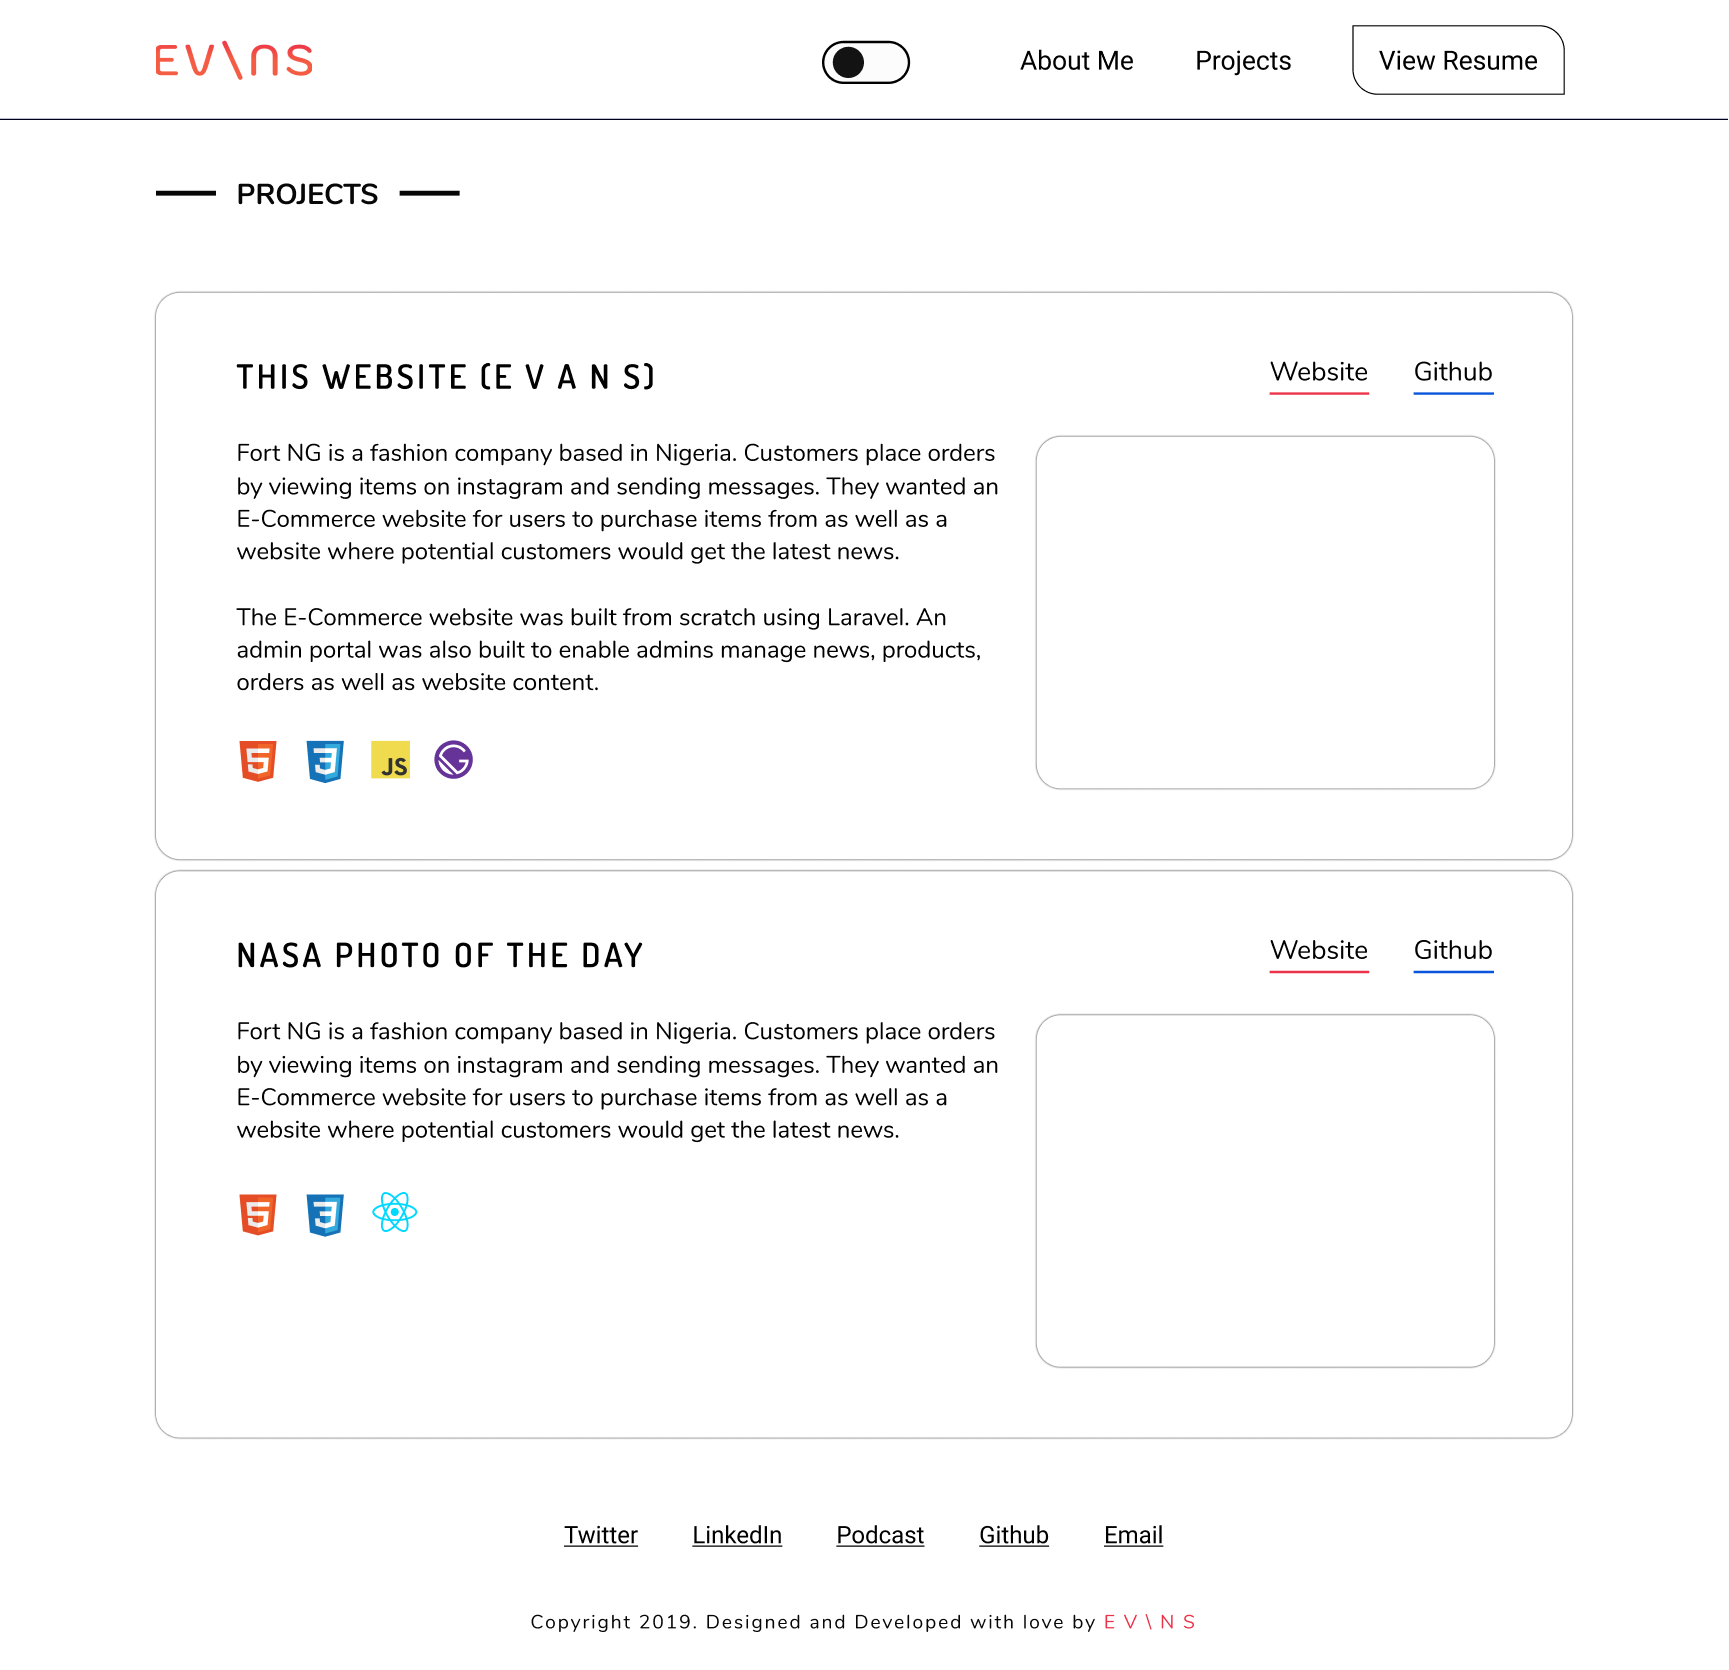 EV\NS
About Me
Projects
View Resume
PROJECTS
THIS WEBSITE (E V A N S)
Website
Github
Fort NG is a fashion company based in Nigeria. Customers place orders
by viewing items on instagram and sending messages. They wanted an
E-Commerce website for users to purchase items from as well as a
website where potential customers would get the latest news.
The E-Commerce website was built from scratch using Laravel. An
admin portal was also built to enable admins manage news, products,
orders as well as website content.
JS
NASA PHOTO OF THE DAY
Website
Github
Fort NG is a fashion company based in Nigeria. Customers place orders
by viewing items on instagram and sending messages. They wanted an
E-Commerce website for users to purchase items from as well as a
website where potential customers would get the latest news.
Twitter
LinkedIn
Podcast
Github
Email
Copyright 2019. Designed and Developed with love by E V \ N S